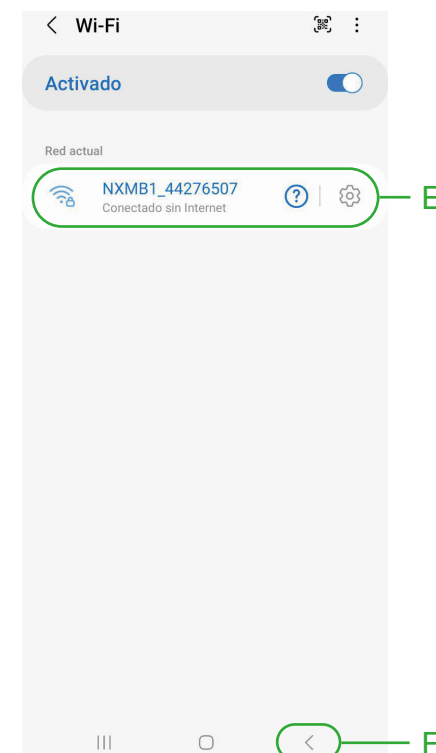 Wi-Fi
Activado
Red actual
NXMB1_44276507
Conectado sin Internet
?
E